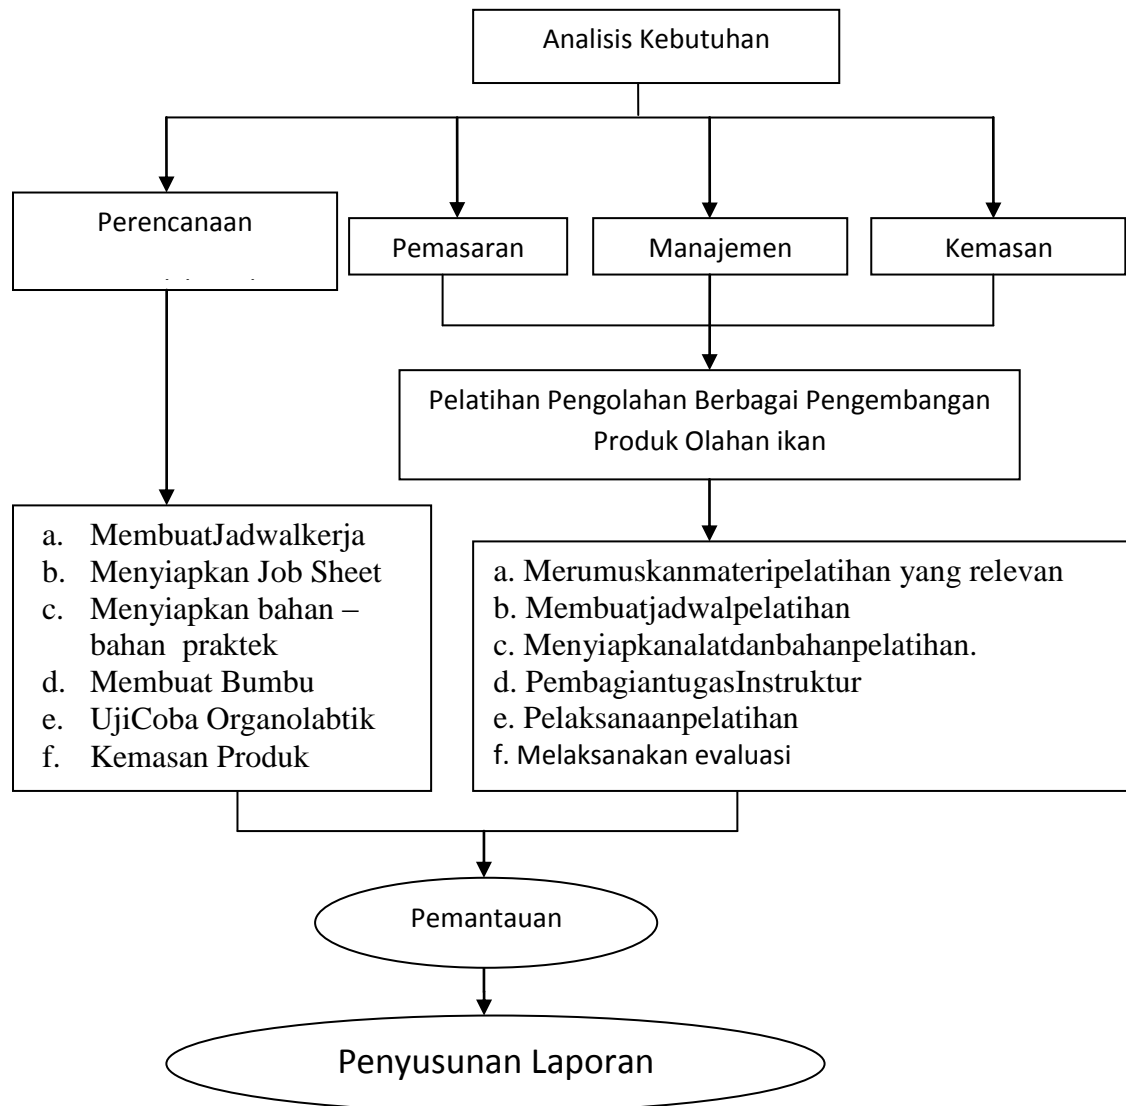 Analisis Kebutuhan
Perencanaan
Pemasaran
Manajemen
Kemasan
Pelatihan Pengolahan Berbagai Pengembangan
Produk Olahan ikan
a. MembuatJadwalkerja
b. Menyiapkan Job Sheet
c. Menyiapkan bahan –
bahan praktek
d. Membuat Bumbu
e. UjiCoba Organolabtik
f. Kemasan Produk
a. Merumuskanmateripelatihan yang relevan
b. Membuatjadwalpelatihan
c. Menyiapkanalatdanbahanpelatihan.
d. PembagiantugasInstruktur
e. Pelaksanaanpelatihan
f. Melaksanakan evaluasi
Pemantauan
Penyusunan Laporan